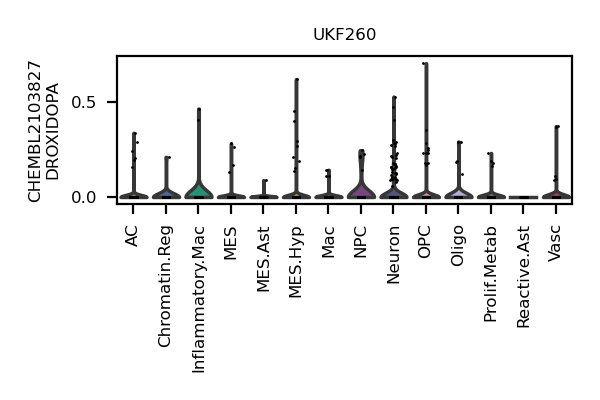 UKF260
CHEMBL2103827
DROXIDOPA
0.5
0.0
AC
Chromatin.Reg
Inflammatory.Mac
MES
MES.Ast
MES.Hyp
Mac
NPC
Neuron
OPC
Oligo
Prolif.Metab
Reactive.Ast
Vasc